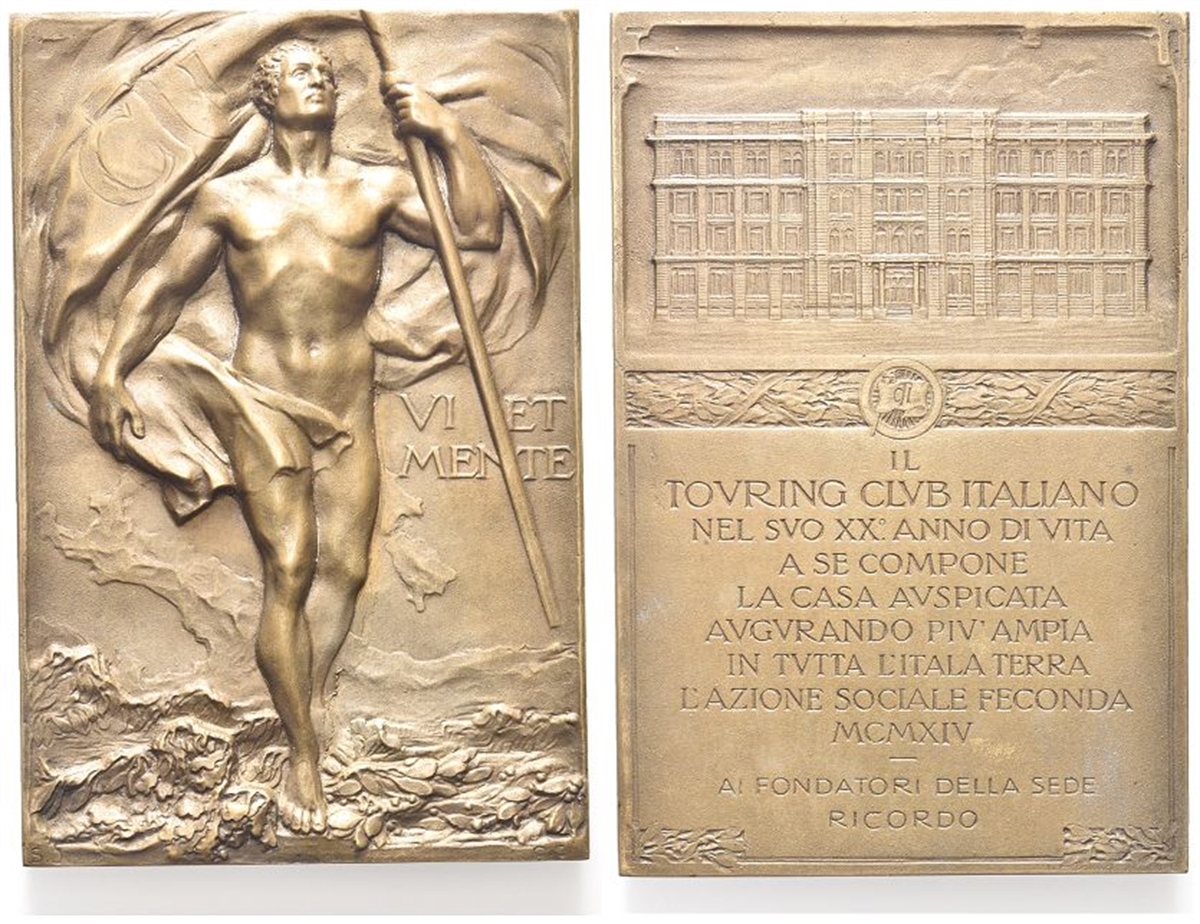 VI ET
MENTE
IL
TOVRING CLVB ITALIANO
NEL SVO XX.° ANNO DI VITA
A SE COMPONE
LA CASA AVSPICATA
AVGVRANDO PIV' AMPIA
IN TVTTA L'ITALA TERRA
L'AZIONE SOCIALE FECONDA
MCMXIV
AI FONDATORI DELLA SEDE
RICORDO